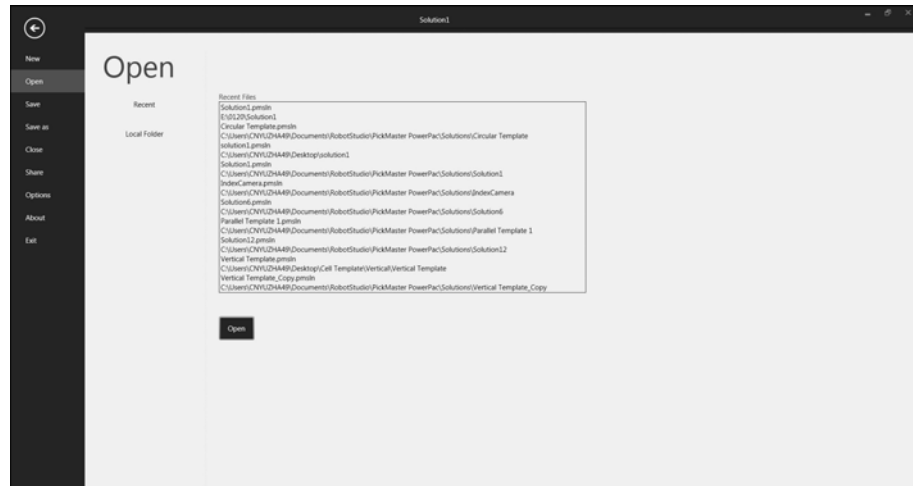 Solution1
New
Open
Save
Save as
Close
Share
Options
About
Exit
Open
Recent
Local Folder
Recent Files
Solution1.pmsln
E:\0120\Solution1
Circular Template.pmsln
C:\Users\CNYUZHA49\Documents\RobotStudio\PickMaster PowerPac\Solutions\Circular Template
solution1.pmsln
C:\Users\CNYUZHA49\Desktop\solution1
Solution1.pmsln
C:\Users\CNYUZHA49\Documents\RobotStudio\PickMaster PowerPac\Solutions\Solution1
IndexCamera.pmsln
C:\Users\CNYUZHA49\Documents\RobotStudio\PickMaster PowerPac\Solutions\IndexCamera
Solution6.pmsln
C:\Users\CNYUZHA49\Documents\RobotStudio\PickMaster PowerPac\Solutions\Solution6
Parallel Template 1.pmsln
C:\Users\CNYUZHA49\Documents\RobotStudio\PickMaster PowerPac\Solutions\Parallel Template 1
Solution12.pmsln
C:\Users\CNYUZHA49\Documents\RobotStudio\PickMaster PowerPac\Solutions\Solution12
Vertical Template.pmsln
C:\Users\CNYUZHA49\Desktop\Cell Template\Vertical\Vertical Template
Vertical Template_Copy.pmsln
C:\Users\CNYUZHA49\Documents\RobotStudio\PickMaster PowerPac\Solutions\Vertical Template_Copy
Open